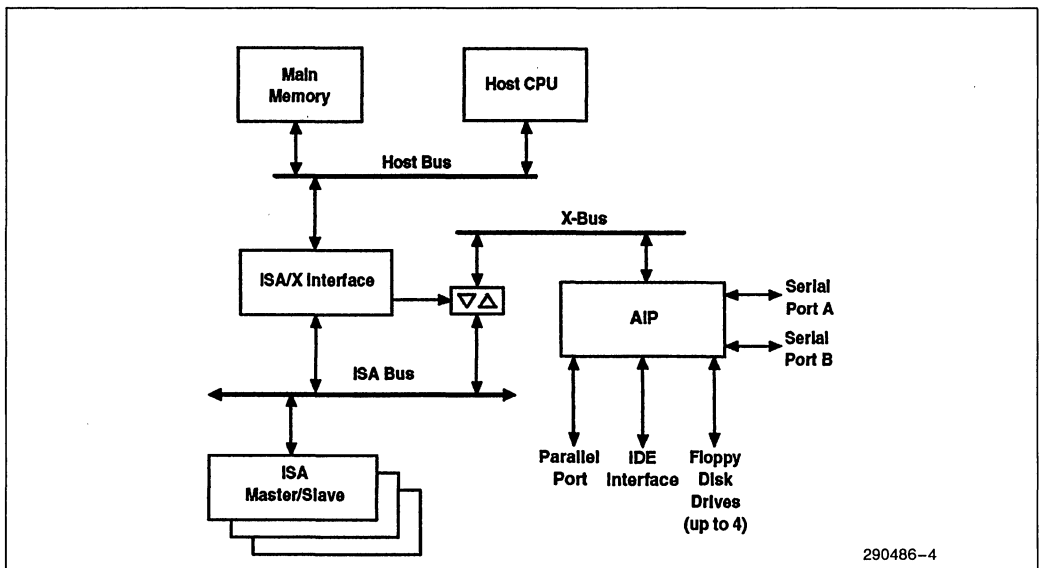 Main
Memory
Host CPU
Host Bus
X-Bus
ISA/X Interface
AIP
Serial
Port A
Serial
Port B
ISA Bus
Parallel
Port
IDE
Interface
Floppy
Disk
Drives
(up to 4)
ISA
Master/Slave
290486-4